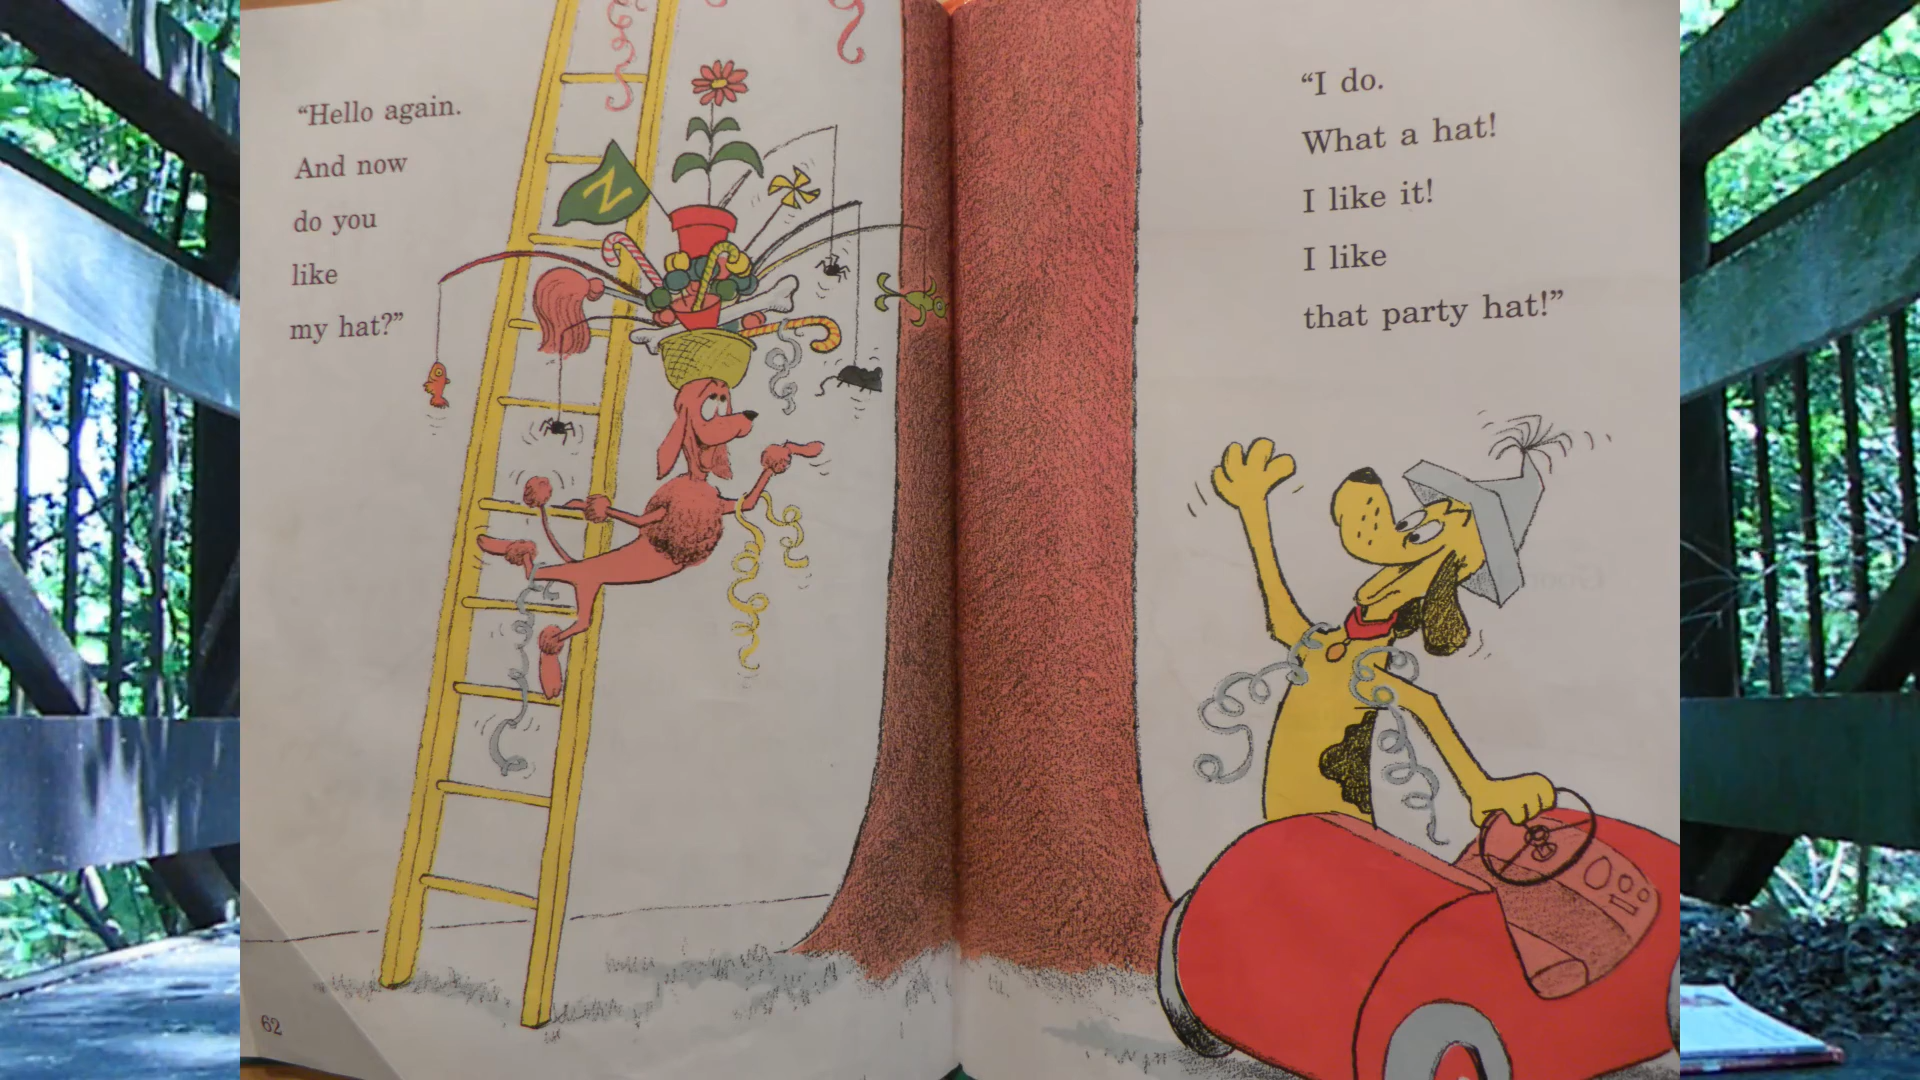 “Hello again.
And now
do you
like
my hat?”
N
62
“I do.
What a hat!
I like it!
I like
that party hat!”